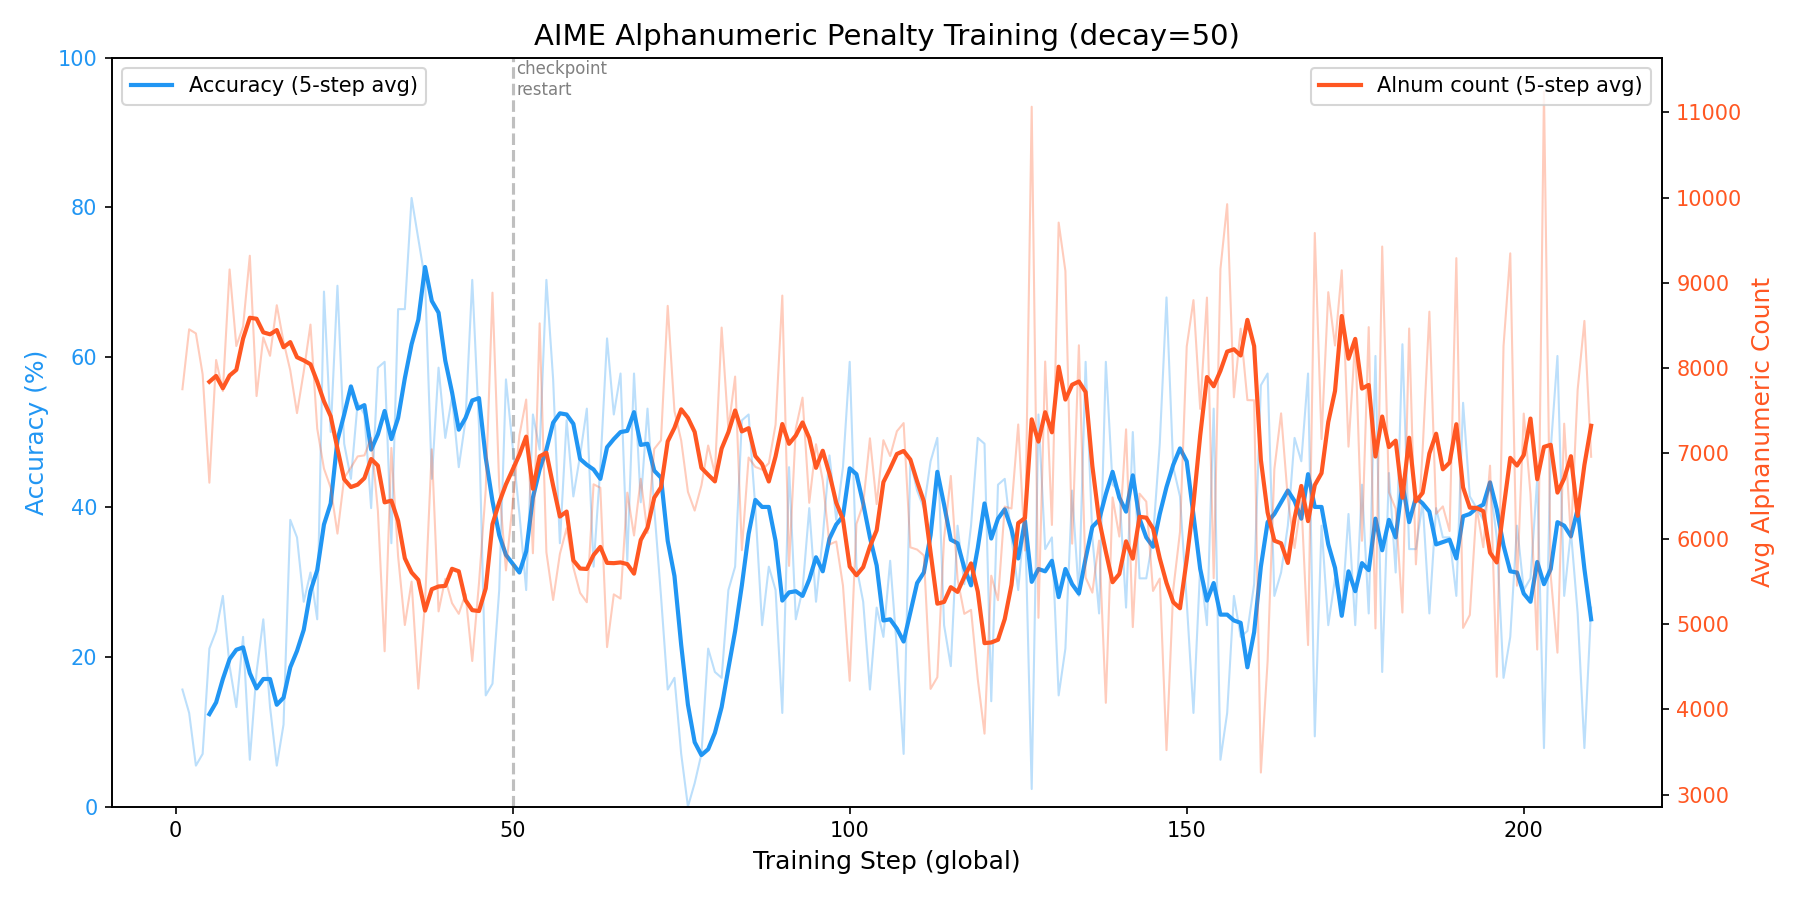 AIME Alphanumeric Penalty Training (decay=50)
Accuracy (5-step avg)
checkpoint
restart
Alnum count (5-step avg)
100
80
60
40
20
0
Accuracy (%)
11000
10000
9000
8000
7000
6000
5000
4000
3000
Avg Alphanumeric Count
0
50
100
150
200
Training Step (global)